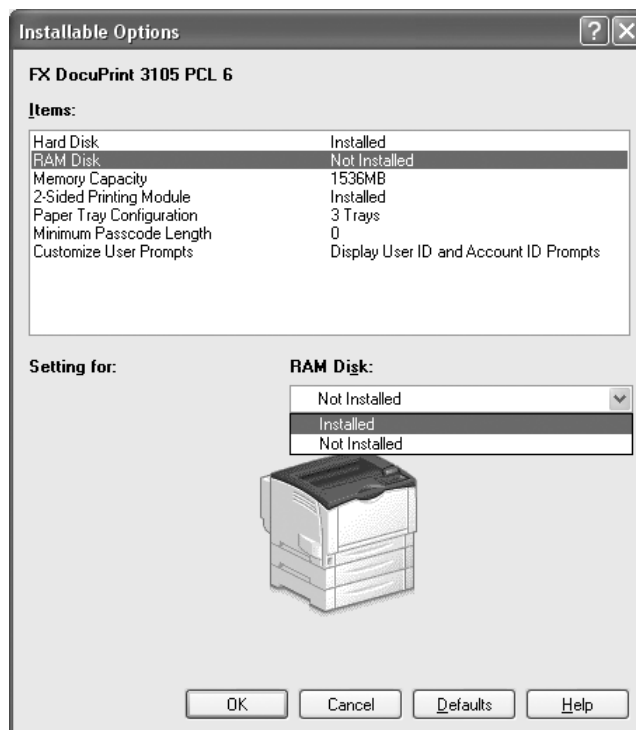 Installable Options
FX DocuPrint 3105 PCL 6
Items:
Hard Disk Installed
RAM Disk Not Installed
Memory Capacity 1536MB
2-Sided Printing Module Installed
Paper Tray Configuration 3 Trays
Minimum Passcode Length 0
Customize User Prompts Display User ID and Account ID Prompts
Setting for: RAM Disk:
Not Installed
Installed
Not Installed
OK Cancel Defaults Help